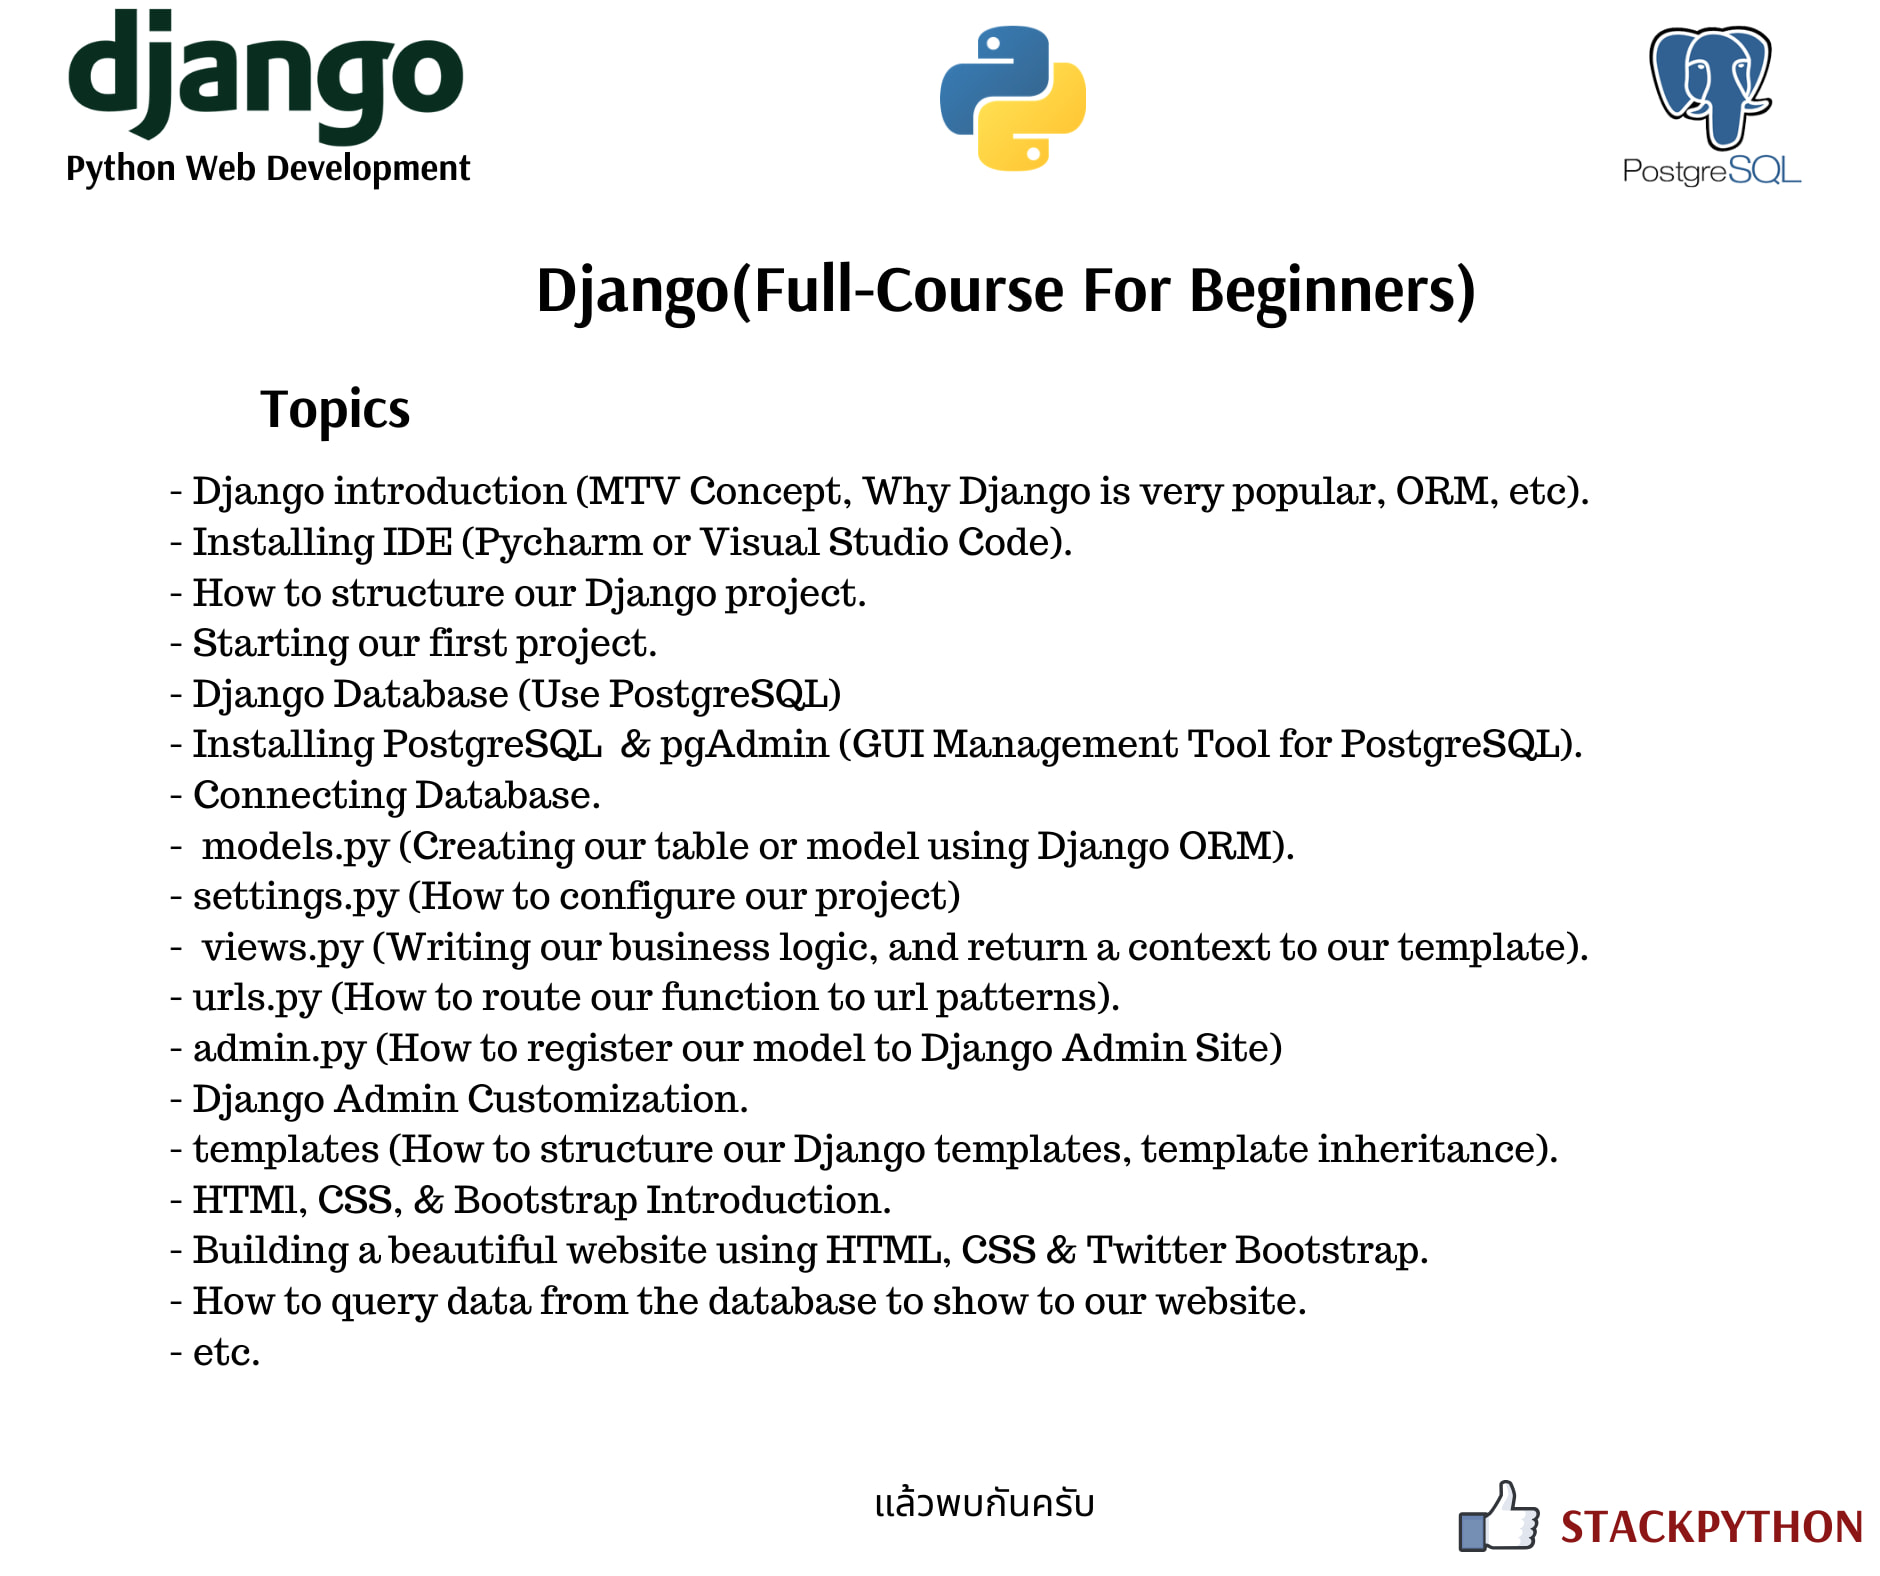 django
Python Web Development
PostgreSQL
Django(Full-Course For Beginners)
Topics
- Django introduction (MTV Concept, Why Django is very popular, ORM, etc).
- Installing IDE (Pycharm or Visual Studio Code).
- How to structure our Django project.
- Starting our first project.
- Django Database (Use PostgreSQL)
- Installing PostgreSQL  & pgAdmin (GUI Management Tool for PostgreSQL).
- Connecting Database.
-  models.py (Creating our table or model using Django ORM).
- settings.py (How to configure our project)
-  views.py (Writing our business logic, and return a context to our template).
- urls.py (How to route our function to url patterns).
- admin.py (How to register our model to Django Admin Site)
- Django Admin Customization.
- templates (How to structure our Django templates, template inheritance).
- HTMl, CSS, & Bootstrap Introduction.
- Building a beautiful website using HTML, CSS & Twitter Bootstrap.
- How to query data from the database to show to our website.
- etc.
แล้วพบกันครับ
STACKPYTHON